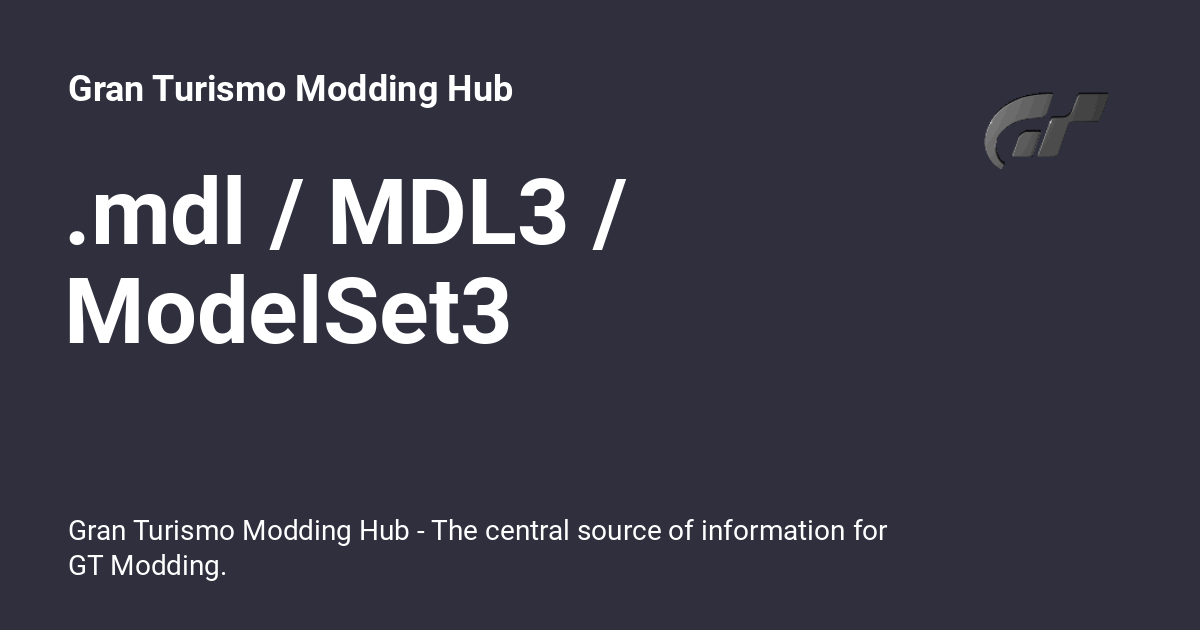 Gran Turismo Modding Hub
.mdl / MDL3 /
ModelSet3
Gran Turismo Modding Hub - The central source of information for
GT Modding.